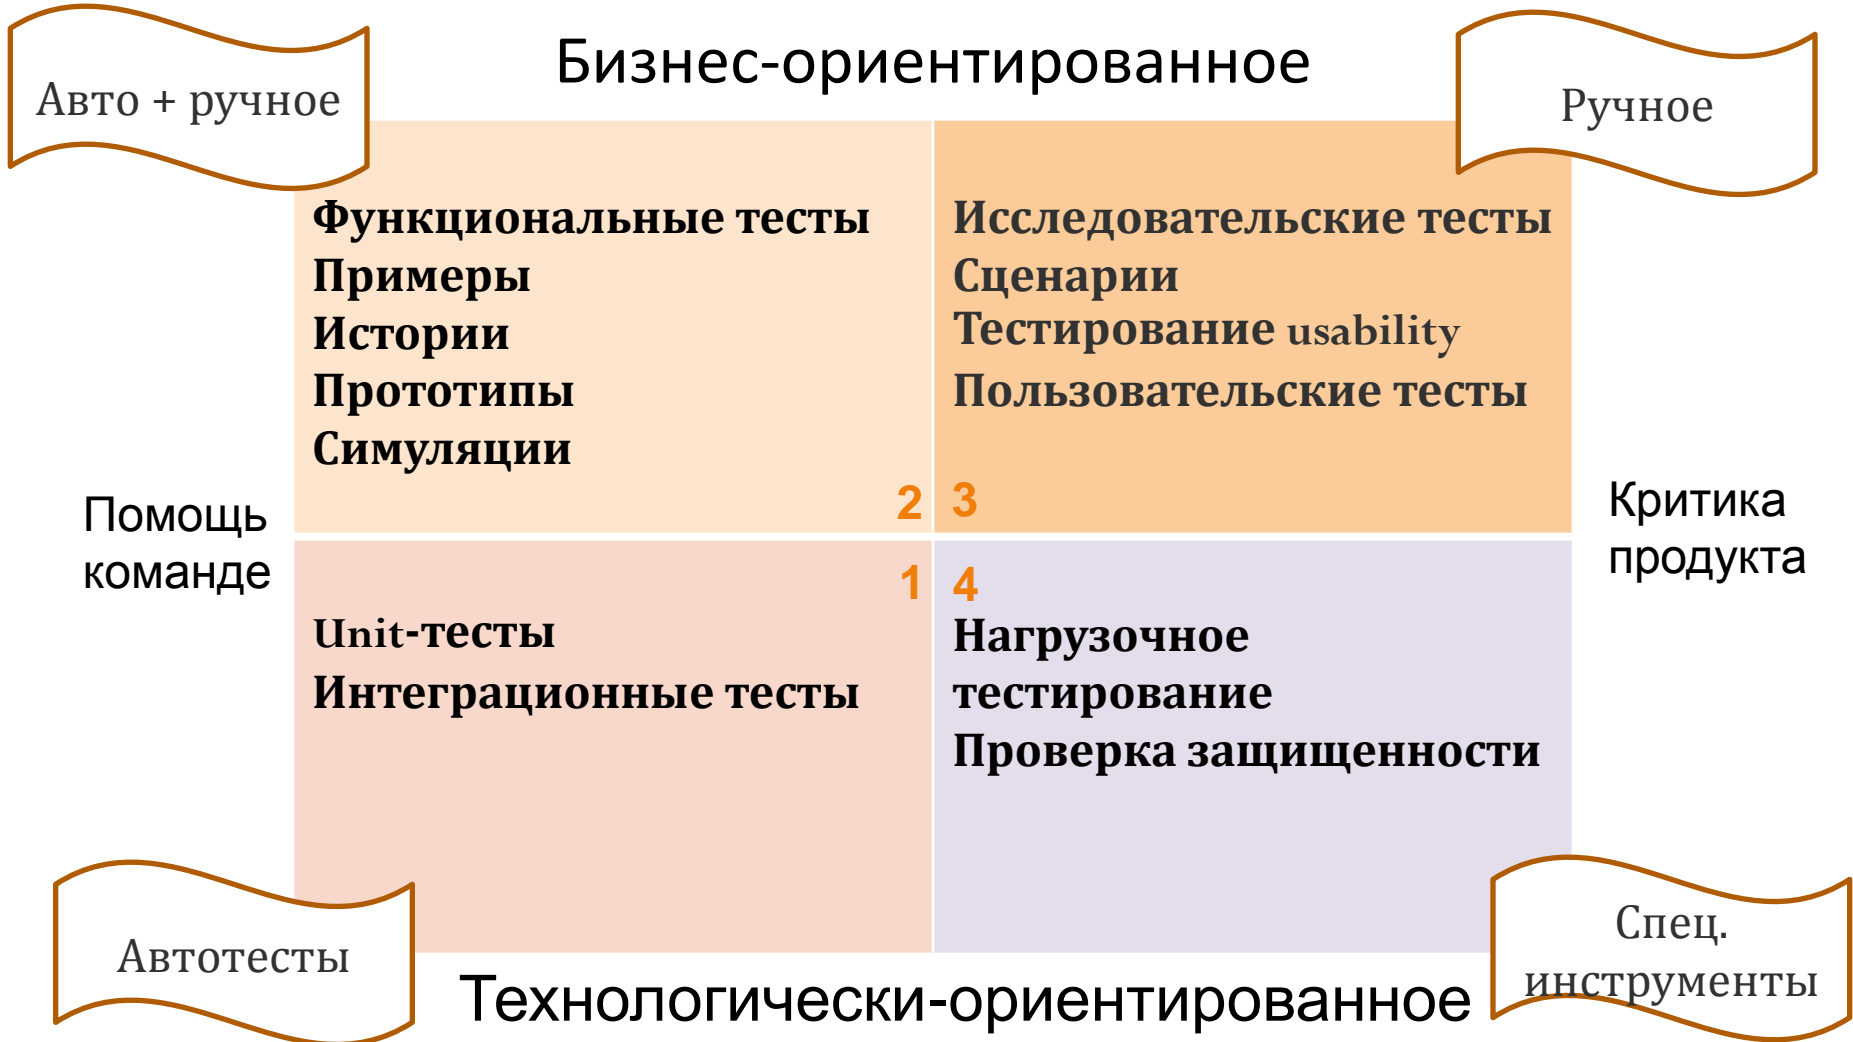 Бизнес-ориентированное
Авто + ручное
Ручное
Функциональные тесты
Примеры
Истории
Прототипы
Симуляции
2
Исследовательские тесты
Сценарии
Тестирование usability
Пользовательские тесты
3
Помощь
команде
Критика
продукта
1
Unit-тесты
Интеграционные тесты
4
Нагрузочное
тестирование
Проверка защищенности
Автотесты
Спец.
инструменты
Технологически-ориентированное